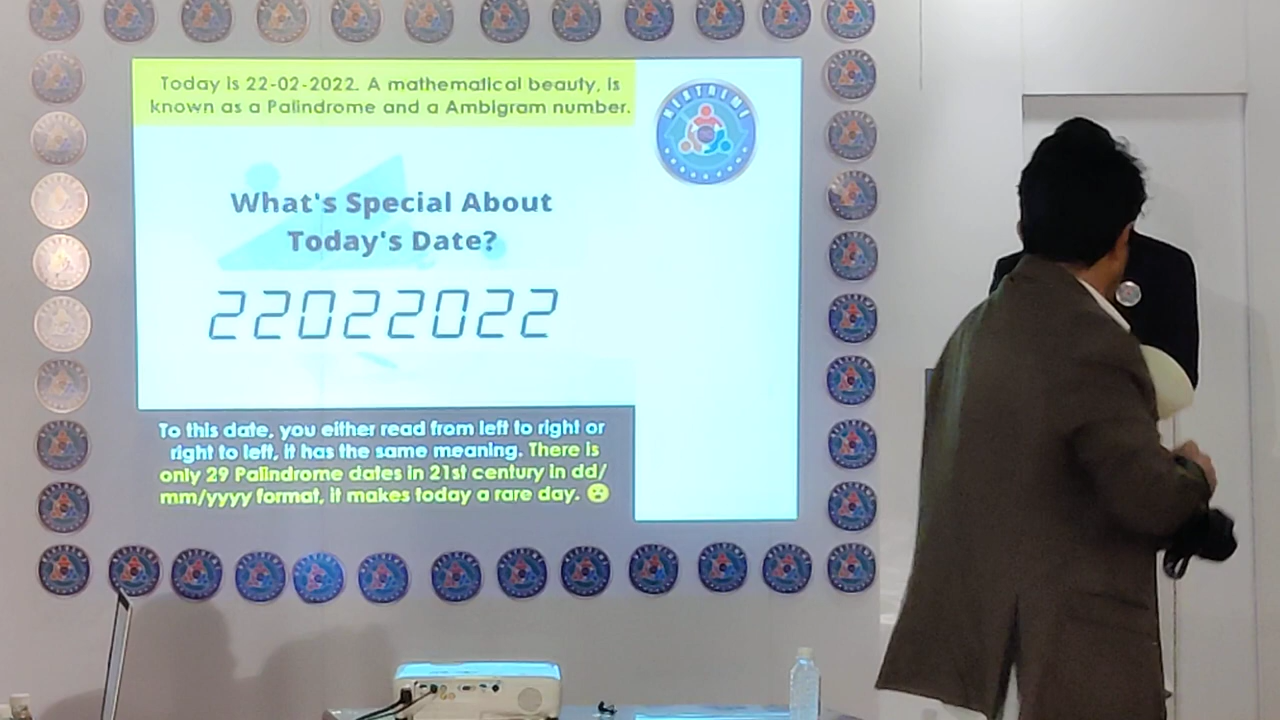 Today is 22-02-2022. A mathematical beauty, is
known as a Palindrome and a Ambigram number.
NEXTREME
What's Special About
Today's Date?
22022022
To this date, you either read from left to right or
right to left, it has the same meaning. There is
only 29 Palindrome dates in 21st century in dd/
mm/yyyy format, it makes today a rare day. 😮